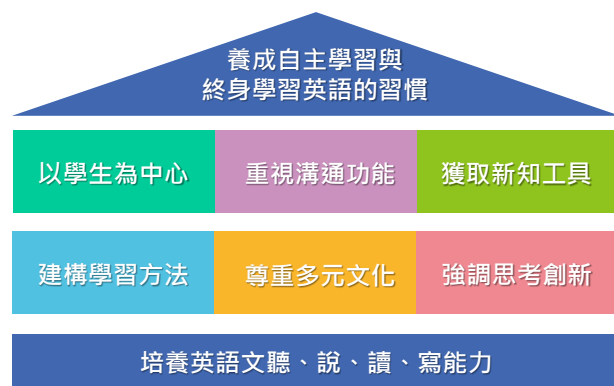 養成自主學習與
終身學習英語的習慣
以學生為中心
重視溝通功能
獲取新知工具
建構學習方法
尊重多元文化
強調思考創新
培養英語文聽、說、讀、寫能力